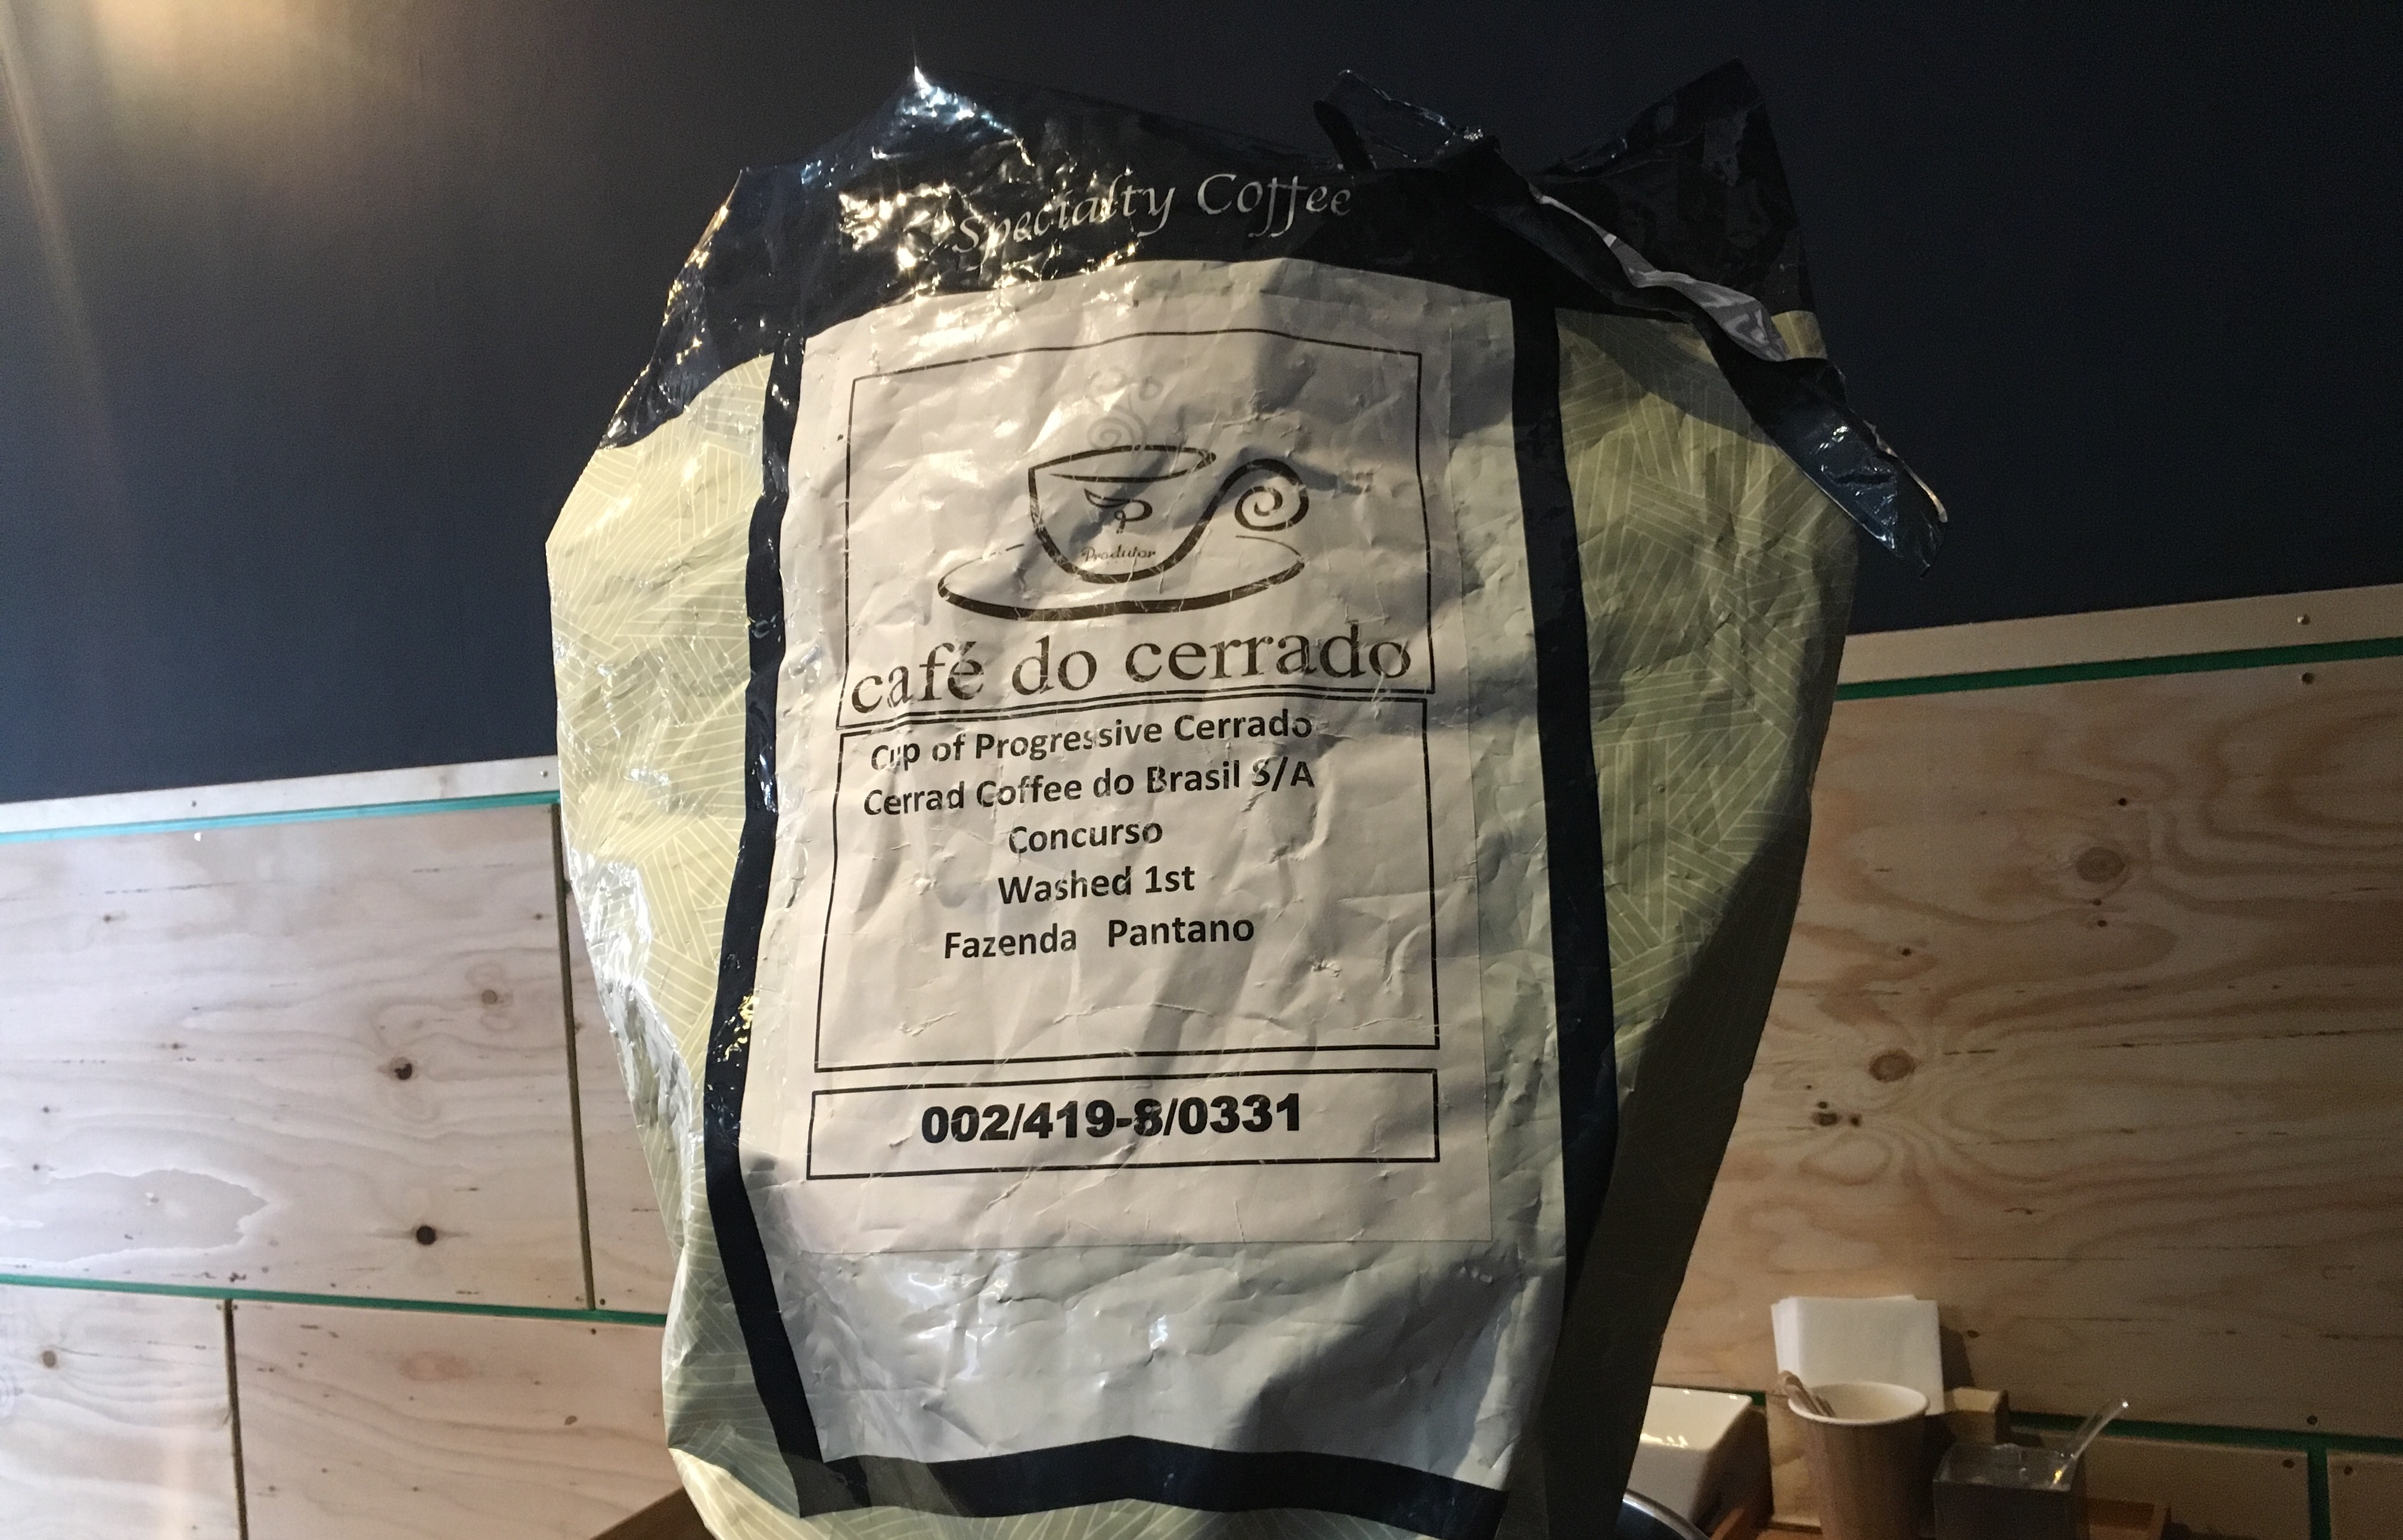 Specialty Coffee
Produtor
café do cerrado
Cup of Progressive Cerrado
Cerrad Coffee do Brasil S/A
Concurso
Washed 1st
Fazenda Pantano
002/419-8/0331